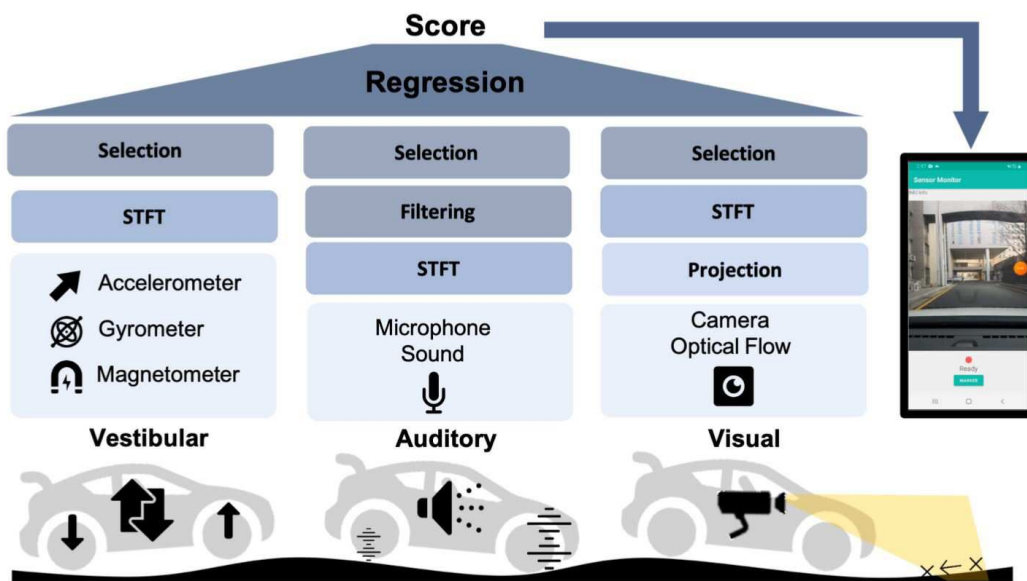 Score
Regression
Selection
STFT
Accelerometer
Gyrometer
Magnetometer
Vestibular
Selection
Filtering
STFT
Microphone
Sound
Auditory
Selection
STFT
Projection
Camera
Optical Flow
Visual
Sensor Monitor
Ready
MARKER